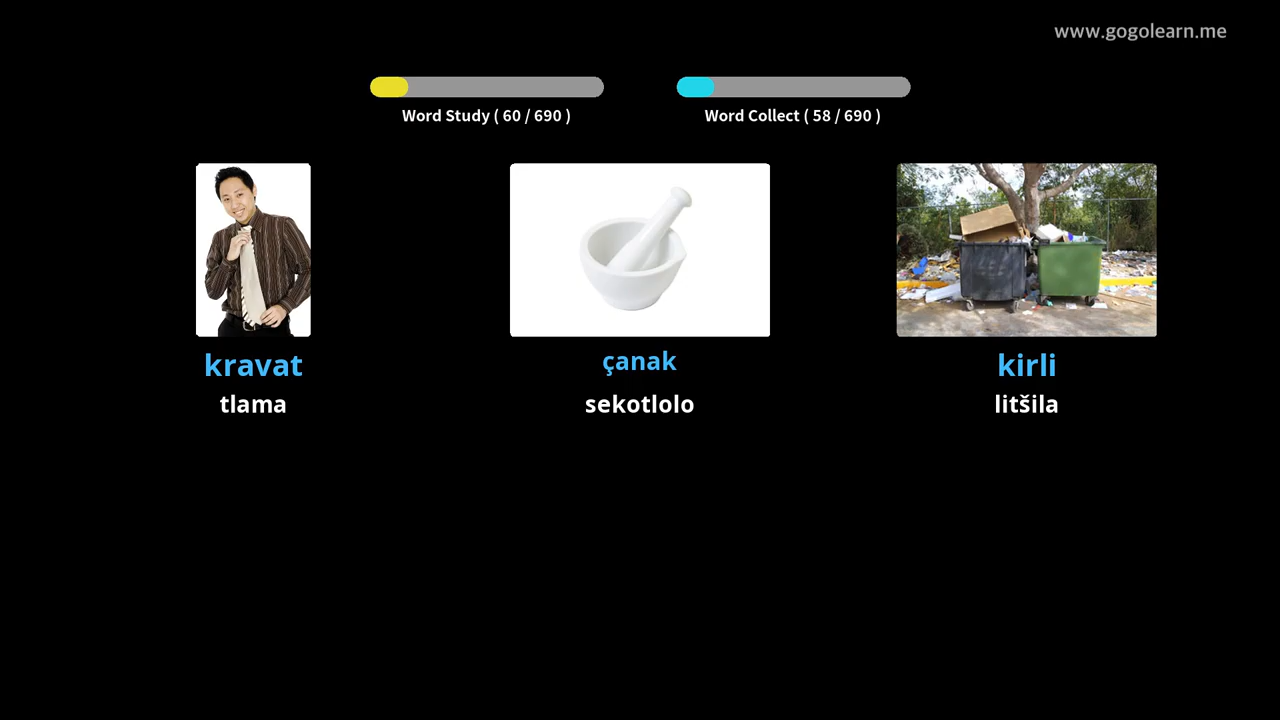 www.gogolearn.me
Word Study ( 60 / 690 )
Word Collect ( 58 / 690 )
kravat
çanak
kirli
tlama
sekotlolo
litšila